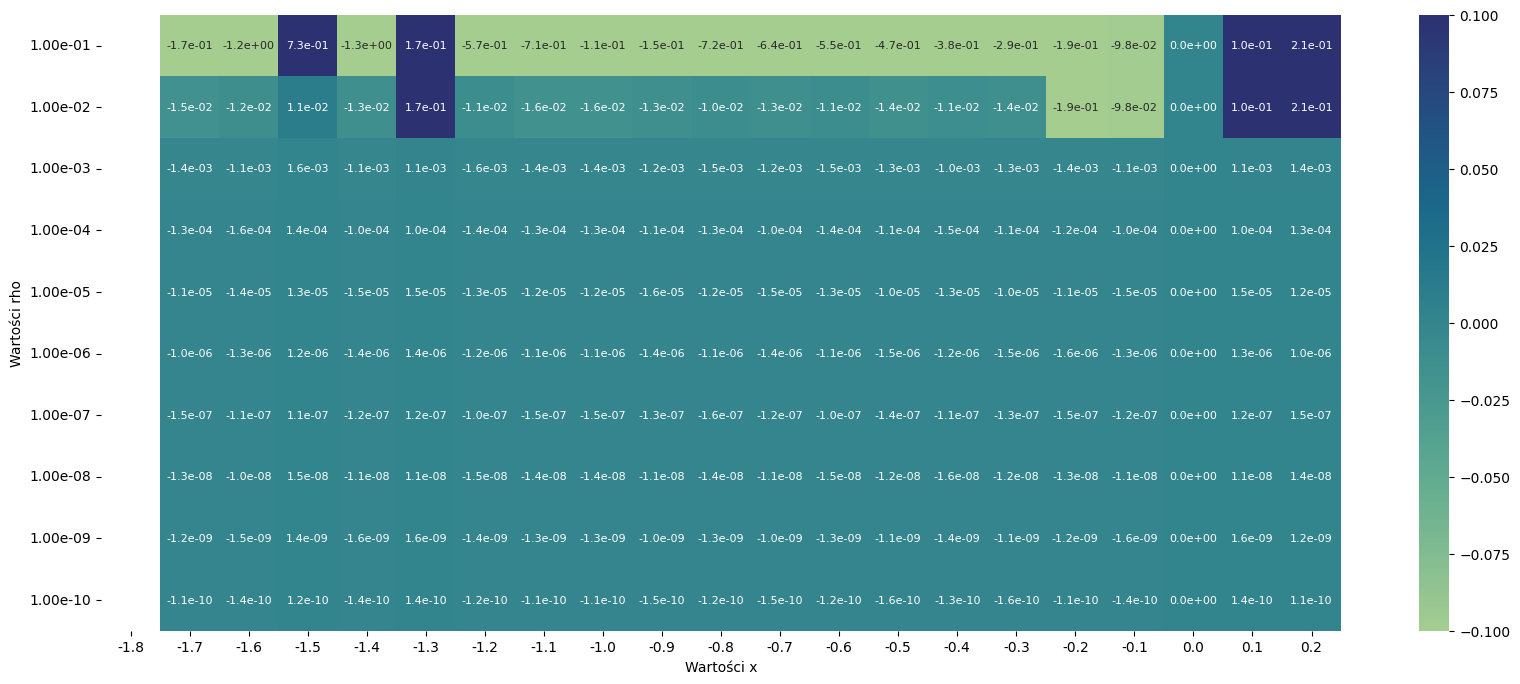 1.00e-01 -1.7e-01 -1.2e+00 7.3e-01 -1.3e+00 1.7e-01 -5.7e-01 -7.1e-01 -1.1e-01 -1.5e-01 -7.2e-01 -6.4e-01 -5.5e-01 -4.7e-01 -3.8e-01 -2.9e-01 -1.9e-01 -9.8e-02 0.0e+00 1.0e-01 2.1e-01
1.00e-02 -1.5e-02 -1.2e-02 1.1e-02 -1.3e-02 1.7e-01 -1.1e-02 -1.6e-02 -1.6e-02 -1.3e-02 -1.0e-02 -1.3e-02 -1.1e-02 -1.4e-02 -1.1e-02 -1.4e-02 -1.9e-01 -9.8e-02 0.0e+00 1.0e-01 2.1e-01
1.00e-03 -1.4e-03 -1.1e-03 1.6e-03 -1.1e-03 1.1e-03 -1.6e-03 -1.4e-03 -1.4e-03 -1.2e-03 -1.5e-03 -1.2e-03 -1.5e-03 -1.3e-03 -1.0e-03 -1.3e-03 -1.4e-03 -1.1e-03 0.0e+00 1.1e-03 1.4e-03
1.00e-04 -1.3e-04 -1.6e-04 1.4e-04 -1.0e-04 1.0e-04 -1.4e-04 -1.3e-04 -1.3e-04 -1.1e-04 -1.3e-04 -1.0e-04 -1.4e-04 -1.1e-04 -1.5e-04 -1.1e-04 -1.2e-04 -1.0e-04 0.0e+00 1.0e-04 1.3e-04
1.00e-05 -1.1e-05 -1.4e-05 1.3e-05 -1.5e-05 1.5e-05 -1.3e-05 -1.2e-05 -1.2e-05 -1.6e-05 -1.2e-05 -1.5e-05 -1.3e-05 -1.0e-05 -1.3e-05 -1.0e-05 -1.1e-05 -1.5e-05 0.0e+00 1.5e-05 1.2e-05
1.00e-06 -1.0e-06 -1.3e-06 1.2e-06 -1.4e-06 1.4e-06 -1.2e-06 -1.1e-06 -1.1e-06 -1.4e-06 -1.1e-06 -1.4e-06 -1.1e-06 -1.5e-06 -1.2e-06 -1.5e-06 -1.6e-06 -1.3e-06 0.0e+00 1.3e-06 1.0e-06
1.00e-07 -1.5e-07 -1.1e-07 1.1e-07 -1.2e-07 1.2e-07 -1.0e-07 -1.5e-07 -1.5e-07 -1.3e-07 -1.6e-07 -1.2e-07 -1.0e-07 -1.4e-07 -1.1e-07 -1.3e-07 -1.5e-07 -1.2e-07 0.0e+00 1.2e-07 1.5e-07
1.00e-08 -1.3e-08 -1.0e-08 1.5e-08 -1.1e-08 1.1e-08 -1.5e-08 -1.4e-08 -1.4e-08 -1.1e-08 -1.4e-08 -1.1e-08 -1.5e-08 -1.2e-08 -1.6e-08 -1.2e-08 -1.3e-08 -1.1e-08 0.0e+00 1.1e-08 1.4e-08
1.00e-09 -1.2e-09 -1.5e-09 1.4e-09 -1.6e-09 1.6e-09 -1.4e-09 -1.3e-09 -1.3e-09 -1.0e-09 -1.3e-09 -1.0e-09 -1.3e-09 -1.1e-09 -1.4e-09 -1.1e-09 -1.2e-09 -1.6e-09 0.0e+00 1.6e-09 1.2e-09
1.00e-10 -1.1e-10 -1.4e-10 1.2e-10 -1.4e-10 1.4e-10 -1.2e-10 -1.1e-10 -1.1e-10 -1.5e-10 -1.2e-10 -1.5e-10 -1.2e-10 -1.6e-10 -1.3e-10 -1.6e-10 -1.1e-10 -1.4e-10 0.0e+00 1.4e-10 1.1e-10
-1.8 -1.7 -1.6 -1.5 -1.4 -1.3 -1.2 -1.1 -1.0 -0.9 -0.8 -0.7 -0.6 -0.5 -0.4 -0.3 -0.2 -0.1 0.0 0.1 0.2
Wartości x
Wartości rho
0.100
0.075
0.050
0.025
0.000
−0.025
−0.050
−0.075
−0.100